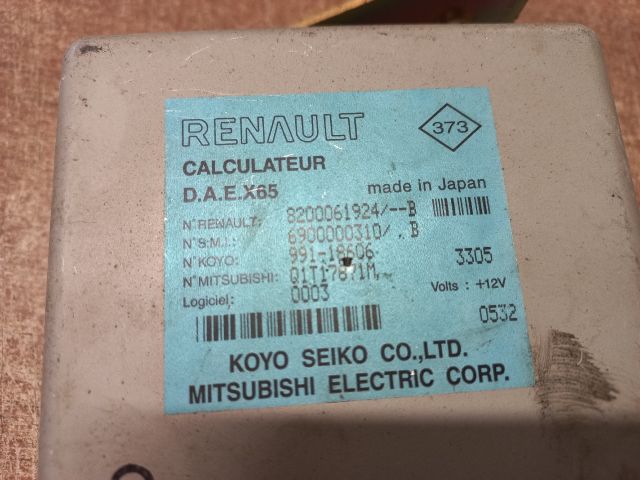 RENAULT
373
CALCULATEUR
D.A.E.X65 made in Japan
N° RENAULT: 8200061924/--B
N° S.M.I.: 6900000310/ . B
N° KOYO: 991-18606 3305
N° MITSUBISHI: Q1T17871M
Logiciel: 0003 Volts : +12V
0532
KOYO SEIKO CO.,LTD.
MITSUBISHI ELECTRIC CORP.